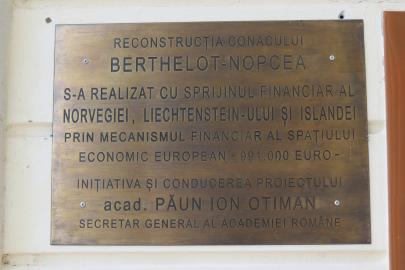 RECONSTRUCȚIA CONACULUI
BERTHELOT-NOPCEA
S-A REALIZAT CU SPRIJINUL FINANCIAR AL
NORVEGIEI, LIECHTENSTEIN-ULUI ȘI ISLANDEI
PRIN MECANISMUL FINANCIAR AL SPAȚIULUI
ECONOMIC EUROPEAN -991.000 EURO-
INIȚIATIVA ȘI CONDUCEREA PROIECTULUI
acad. PĂUN ION OTIMAN
SECRETAR GENERAL AL ACADEMIEI ROMÂNE